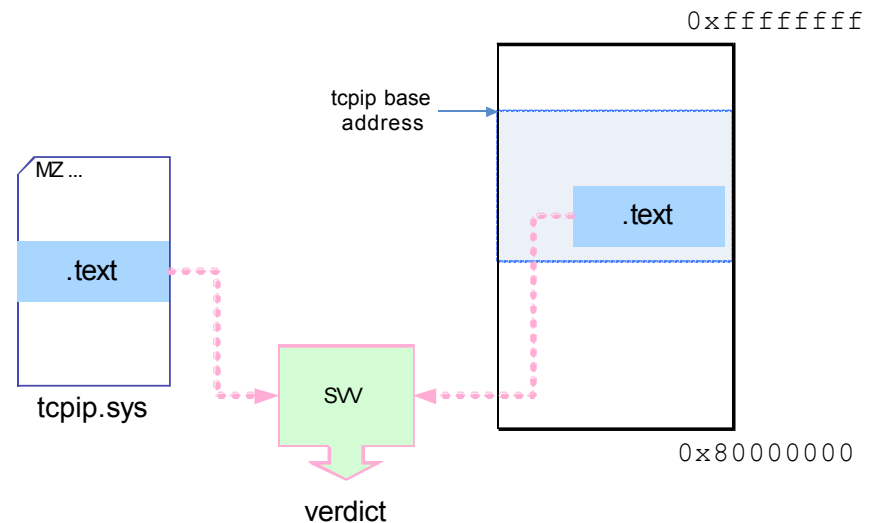 0xffffffff
tcpip base
address
MZ ...
.text
.text
tcpip.sys
SVV
0x80000000
verdict